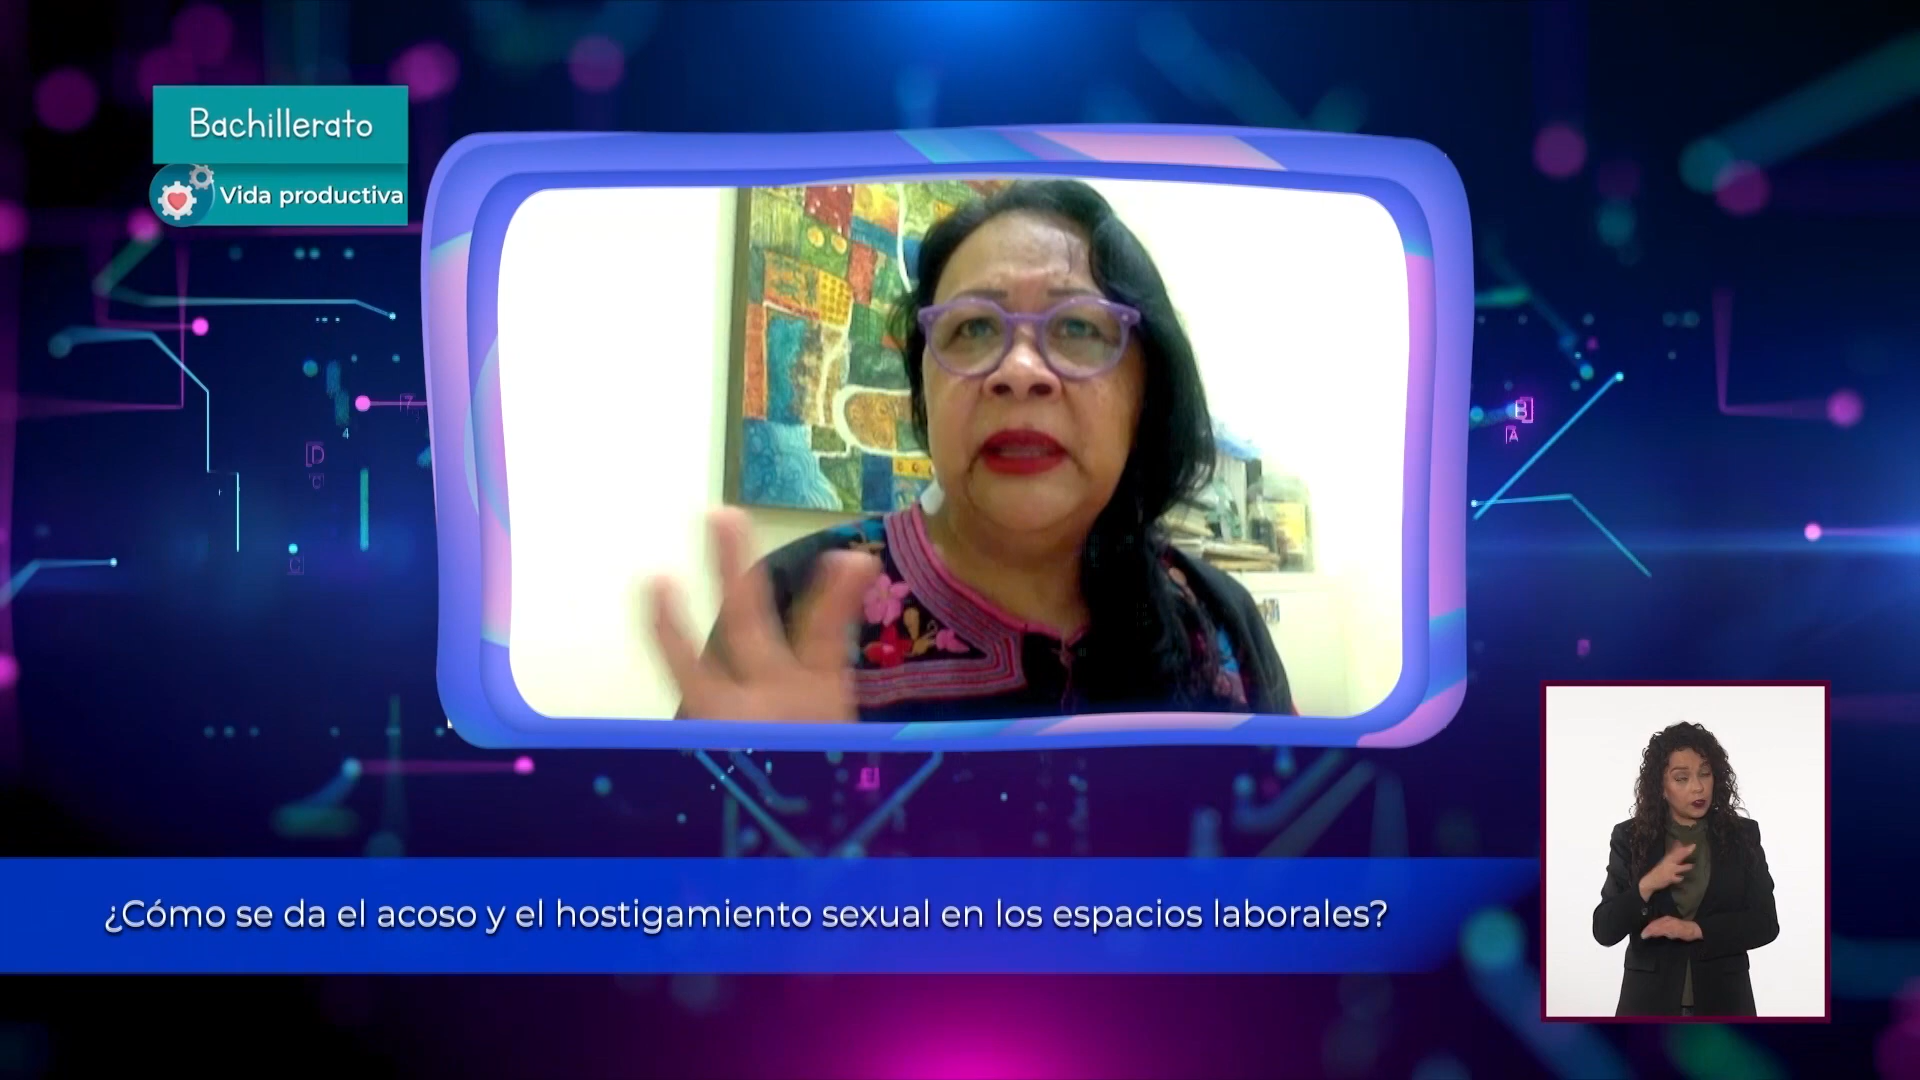 Bachillerato
Vida productiva
¿Cómo se da el acoso y el hostigamiento sexual en los espacios laborales?